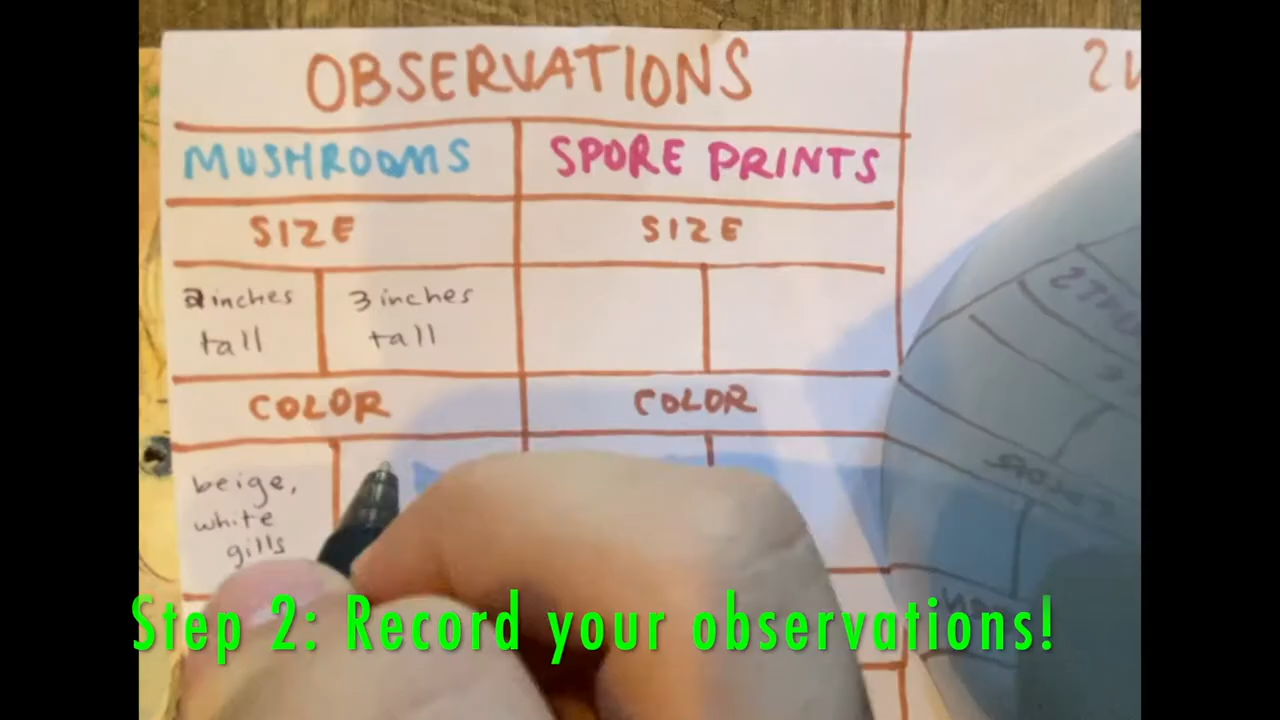 OBSERVATIONS
MUSHROOMS SPORE PRINTS
SIZE SIZE
2 inches tall 3 inches tall
COLOR COLOR
beige,
white
gills
Step 2: Record your observations!